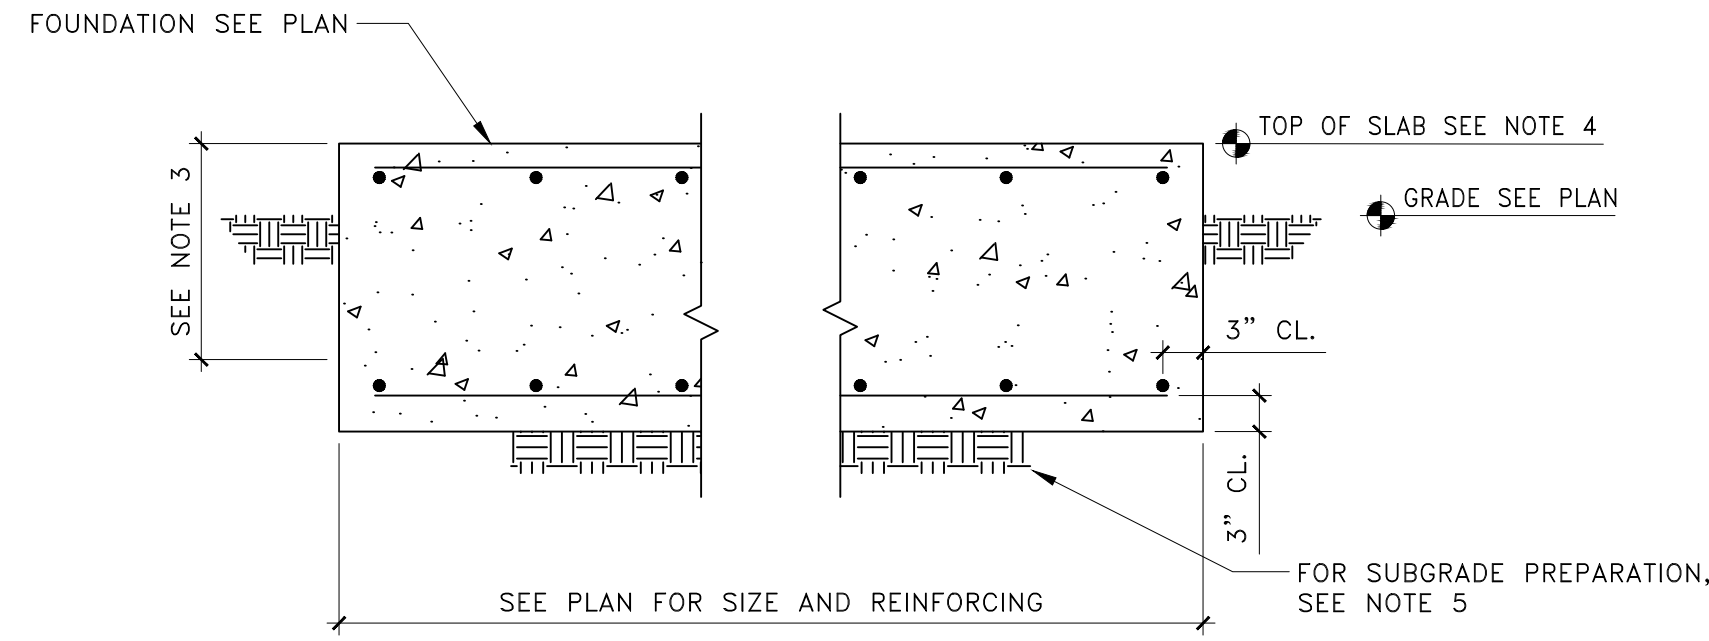 FOUNDATION SEE PLAN
TOP OF SLAB SEE NOTE 4
GRADE SEE PLAN
SEE NOTE 3
3" CL.
3" CL.
FOR SUBGRADE PREPARATION,
SEE NOTE 5
SEE PLAN FOR SIZE AND REINFORCING